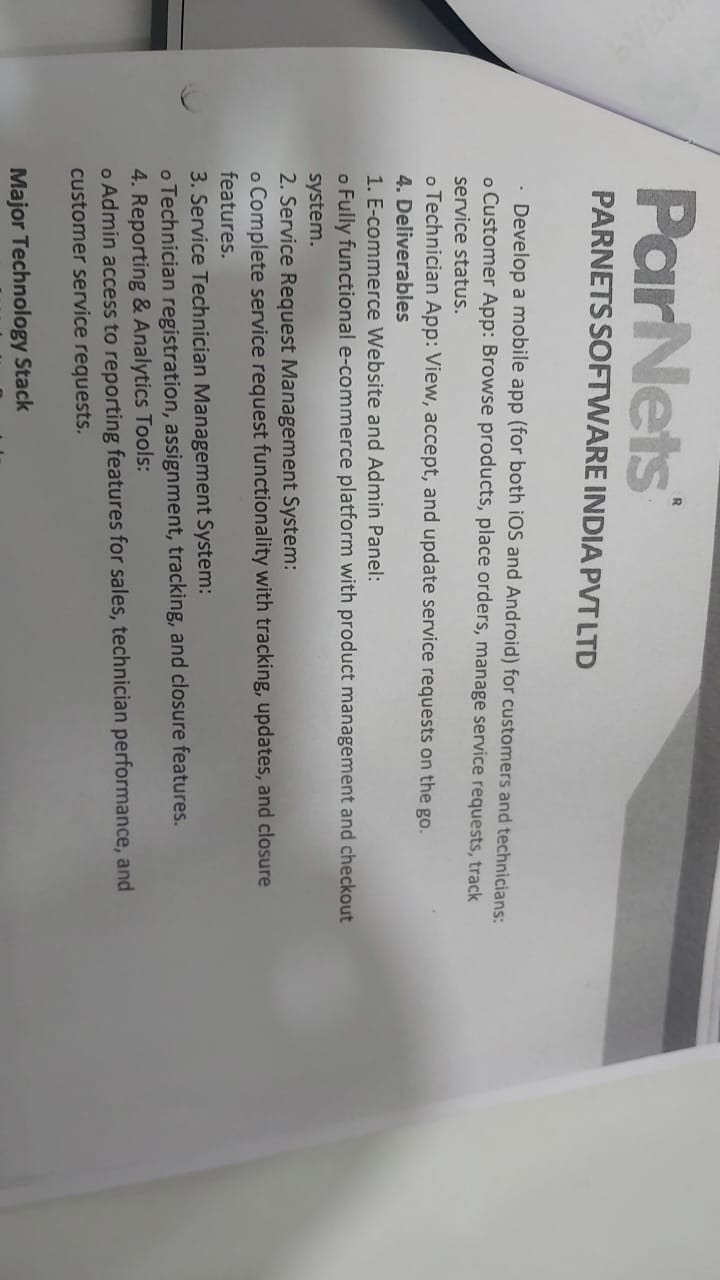 ParNets®
PARNETS SOFTWARE INDIA PVT LTD
· Develop a mobile app (for both iOS and Android) for customers and technicians:
o Customer App: Browse products, place orders, manage service requests, track
service status.
o Technician App: View, accept, and update service requests on the go.
4. Deliverables
1. E-commerce Website and Admin Panel:
o Fully functional e-commerce platform with product management and checkout
system.
2. Service Request Management System:
o Complete service request functionality with tracking, updates, and closure
features.
3. Service Technician Management System:
o Technician registration, assignment, tracking, and closure features.
4. Reporting & Analytics Tools:
o Admin access to reporting features for sales, technician performance, and
customer service requests.
Major Technology Stack